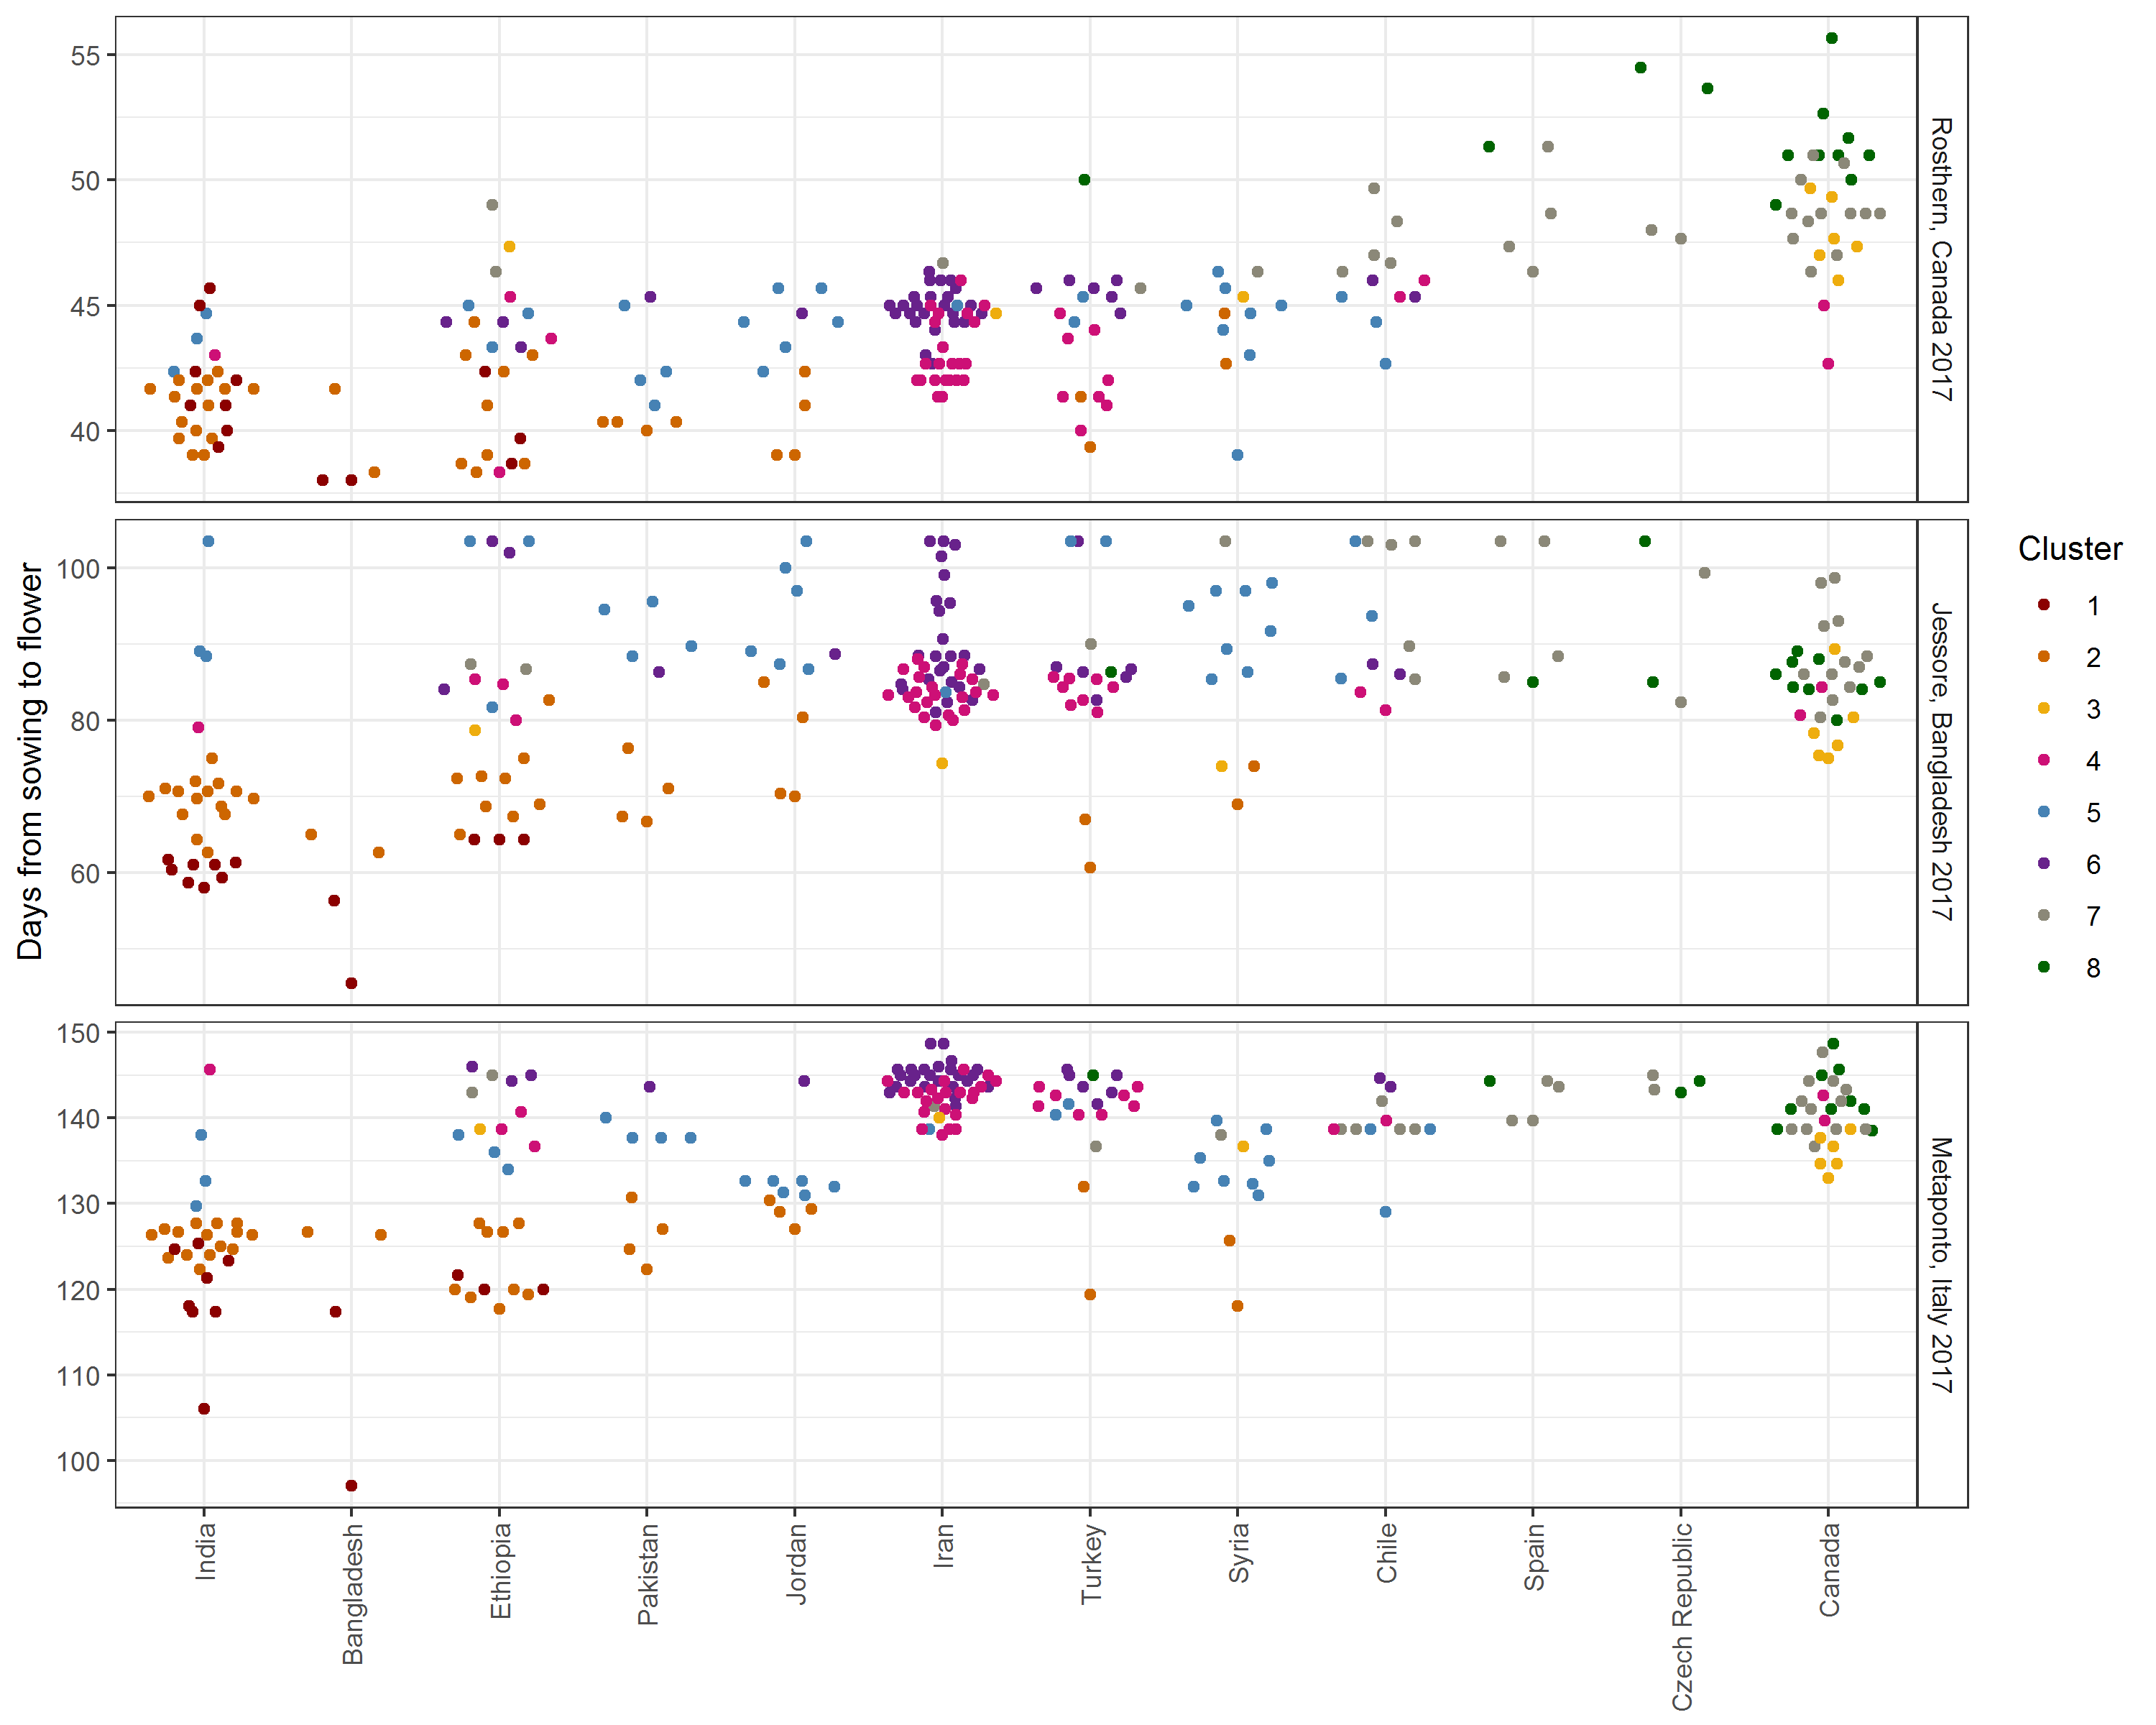 Days from sowing to flower
55
50
45
40
Rosthern, Canada 2017
100
80
60
Jessore, Bangladesh 2017
150
140
130
120
110
100
Metaponto, Italy 2017
India
Bangladesh
Ethiopia
Pakistan
Jordan
Iran
Turkey
Syria
Chile
Spain
Czech Republic
Canada
Cluster
1
2
3
4
5
6
7
8